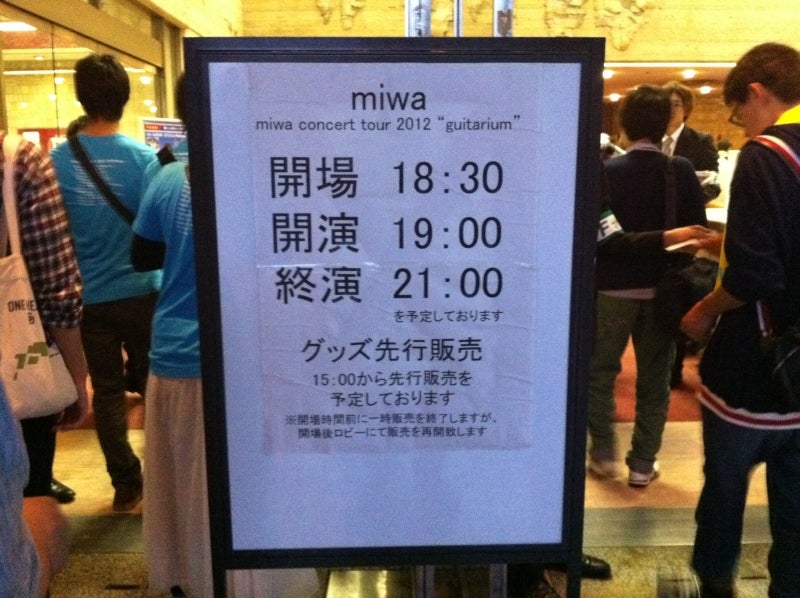 miwa
miwa concert tour 2012 “guitarium”
開場 18:30
開演 19:00
終演 21:00
を予定しております
グッズ先行販売
15:00から先行販売を
予定しております
※開場時間前に一時販売を終了しますが、
開場後ロビーにて販売を再開致します